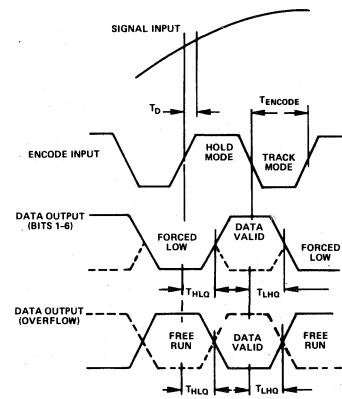 SIGNAL INPUT
TD
TENCODE
ENCODE INPUT
HOLD
MODE
TRACK
MODE
DATA OUTPUT
(BITS 1-6)
FORCED
LOW
DATA
VALID
FORCED
LOW
THLQ
TLHQ
DATA OUTPUT
(OVERFLOW)
FREE
RUN
DATA
VALID
FREE
RUN
THLQ
TLHQ